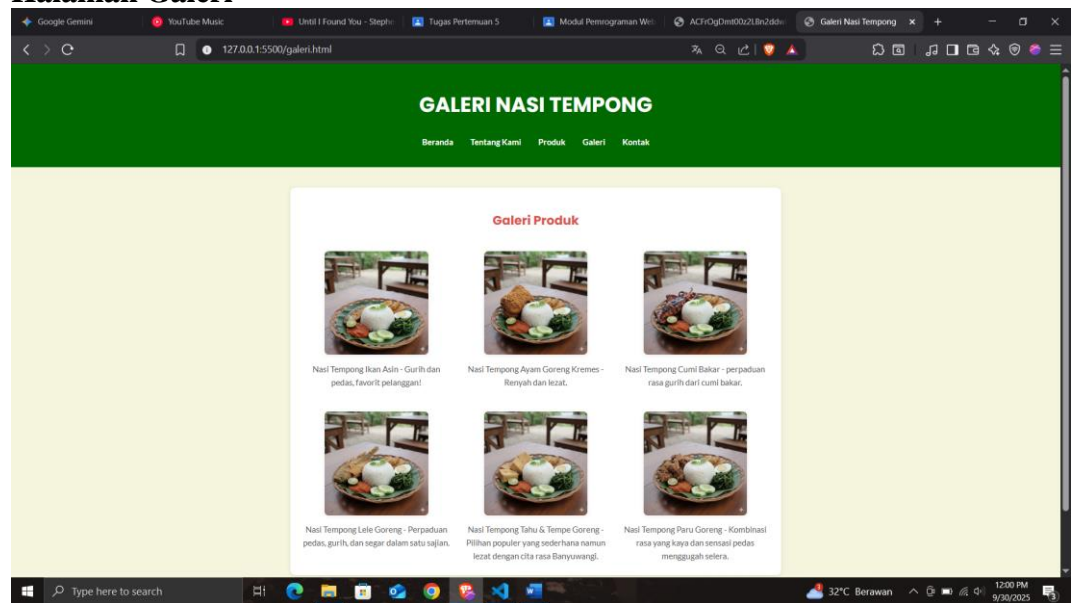 Halaman Galeri
Google Gemini
YouTube Music
Until I Found You - Stephe
Tugas Pertemuan 5
Modul Pemrograman Web
Galeri Nasi Tempong
127.0.0.1:5500/galeri.html
GALERI NASI TEMPONG
Beranda Tentang Kami Produk Galeri Kontak
Galeri Produk
Nasi Tempong Ikan Asin - Gurih dan
pedas, favorit pelanggan!
Nasi Tempong Ayam Goreng Kremes -
Renyah dan lezat.
Nasi Tempong Cumi Bakar - perpaduan
rasa gurih dari cumi bakar.
Nasi Tempong Lele Goreng - Perpaduan
pedas, gurih, dan segar dalam satu sajian.
Nasi Tempong Tahu & Tempe Goreng -
Pilihan populer yang sederhana namun
lezat dengan cita rasa Banyuwangi.
Nasi Tempong Paru Goreng - Kombinasi
rasa yang kaya dan sensasi pedas
menggugah selera.
Type here to search
32°C Berawan
12:00 PM
9/30/2025